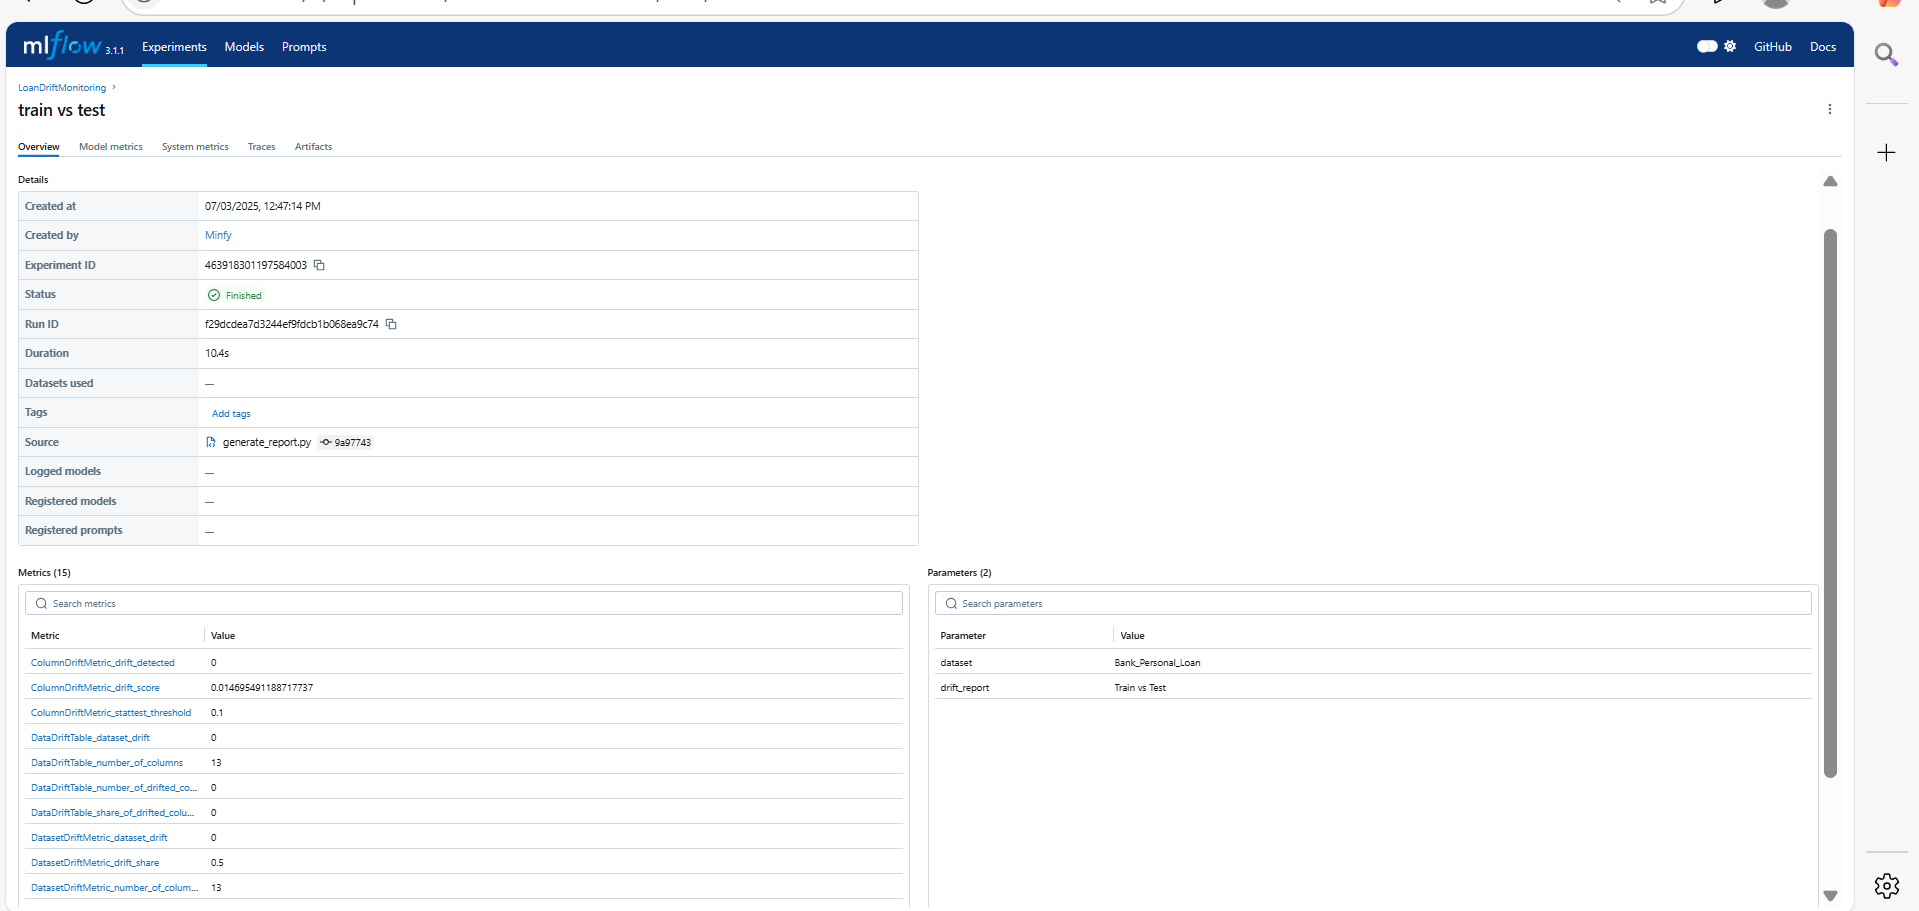 mlflow 3.1.1 Experiments Models Prompts GitHub Docs
LoanDriftMonitoring
train vs test
Overview Model metrics System metrics Traces Artifacts
Details
Created at 07/03/2025, 12:47:14 PM
Created by Minfy
Experiment ID 463918301197584003
Status Finished
Run ID f29dcdea7d3244ef9fdcb1b068ea9c74
Duration 10.4s
Datasets used —
Tags Add tags
Source generate_report.py 9a97743
Logged models —
Registered models —
Registered prompts —
Metrics (15)
Search metrics
Metric Value
ColumnDriftMetric_drift_detected 0
ColumnDriftMetric_drift_score 0.014695491188717737
ColumnDriftMetric_stattest_threshold 0.1
DataDriftTable_dataset_drift 0
DataDriftTable_number_of_columns 13
DataDriftTable_number_of_drifted_co... 0
DataDriftTable_share_of_drifted_colu... 0
DatasetDriftMetric_dataset_drift 0
DatasetDriftMetric_drift_share 0.5
DatasetDriftMetric_number_of_colum... 13
Parameters (2)
Search parameters
Parameter Value
dataset Bank_Personal_Loan
drift_report Train vs Test